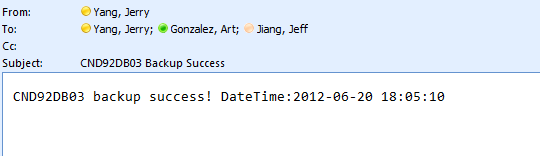 From: Yang, Jerry
To: Yang, Jerry; Gonzalez, Art; Jiang, Jeff
Cc:
Subject: CND92DB03 Backup Success
CND92DB03 backup success! DateTime:2012-06-20 18:05:10